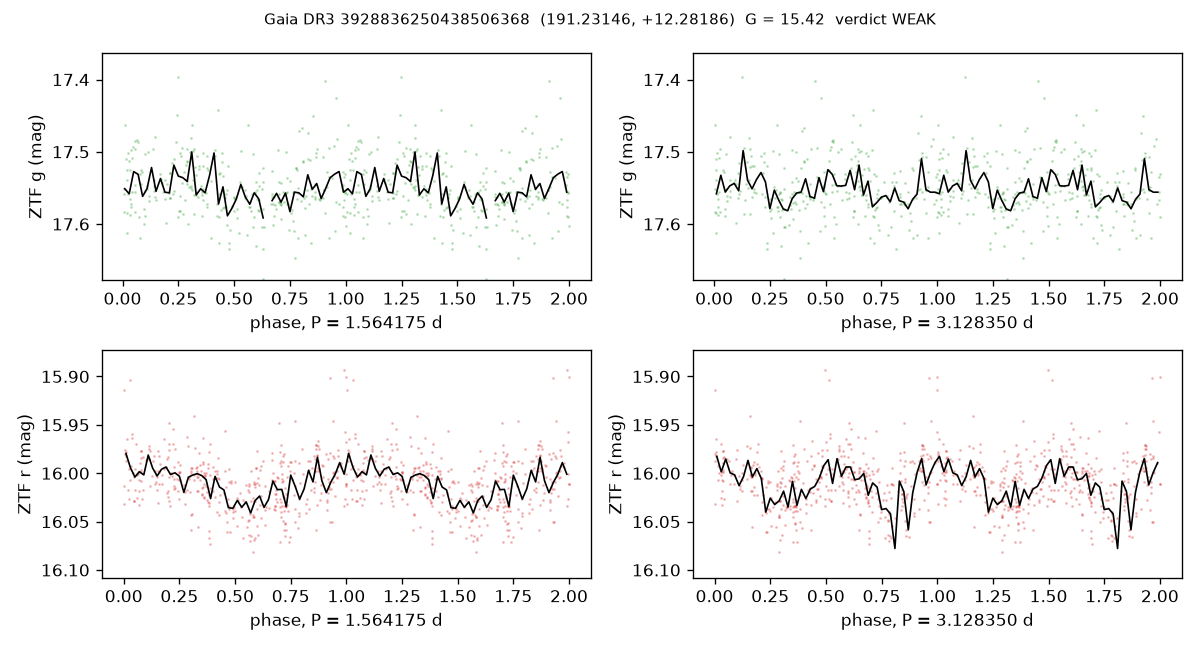 Gaia DR3 3928836250438506368 (191.23146, +12.28186) G = 15.42 verdict WEAK
17.4
17.5
17.6
ZTF g (mag)
0.00 0.25 0.50 0.75 1.00 1.25 1.50 1.75 2.00
phase, P = 1.564175 d
17.4
17.5
17.6
ZTF g (mag)
0.00 0.25 0.50 0.75 1.00 1.25 1.50 1.75 2.00
phase, P = 3.128350 d
15.90
15.95
16.00
16.05
16.10
ZTF r (mag)
0.00 0.25 0.50 0.75 1.00 1.25 1.50 1.75 2.00
phase, P = 1.564175 d
15.90
15.95
16.00
16.05
16.10
ZTF r (mag)
0.00 0.25 0.50 0.75 1.00 1.25 1.50 1.75 2.00
phase, P = 3.128350 d